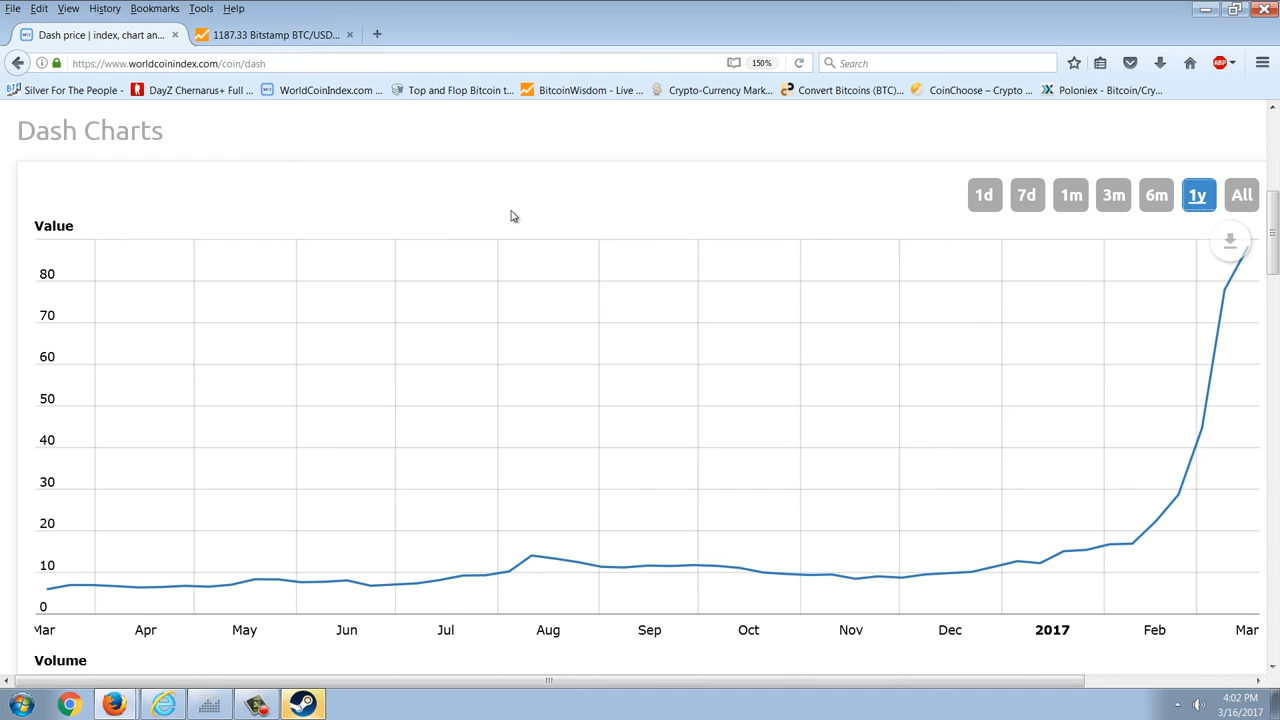 File Edit View History Bookmarks Tools Help
Dash price | index, chart an... 1187.33 Bitstamp BTC/USD...
https://www.worldcoinindex.com/coin/dash 150% Search
Silver For The People - DayZ Chernarus+ Full ... WorldCoinIndex.com ... Top and Flop Bitcoin t... BitcoinWisdom - Live ... Crypto-Currency Mark... Convert Bitcoins (BTC)... CoinChoose – Crypto ... Poloniex - Bitcoin/Cry...
Dash Charts
1d 7d 1m 3m 6m 1y All
Value
80
70
60
50
40
30
20
10
0
Mar Apr May Jun Jul Aug Sep Oct Nov Dec 2017 Feb Mar
Volume
4:02 PM
3/16/2017